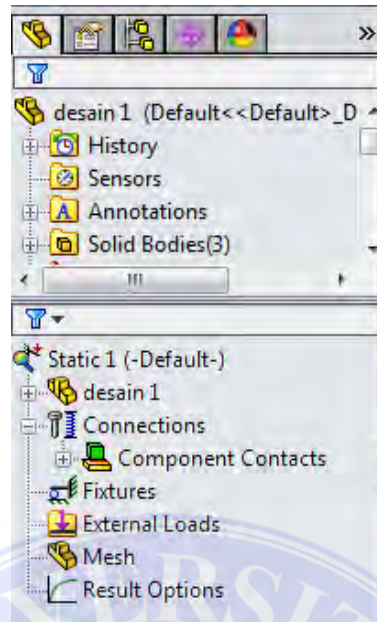 desain 1 (Default<<Default>_D
History
Sensors
A Annotations
Solid Bodies(3)
Static 1 (-Default-)
desain 1
Connections
Component Contacts
Fixtures
External Loads
Mesh
Result Options
VERSIT